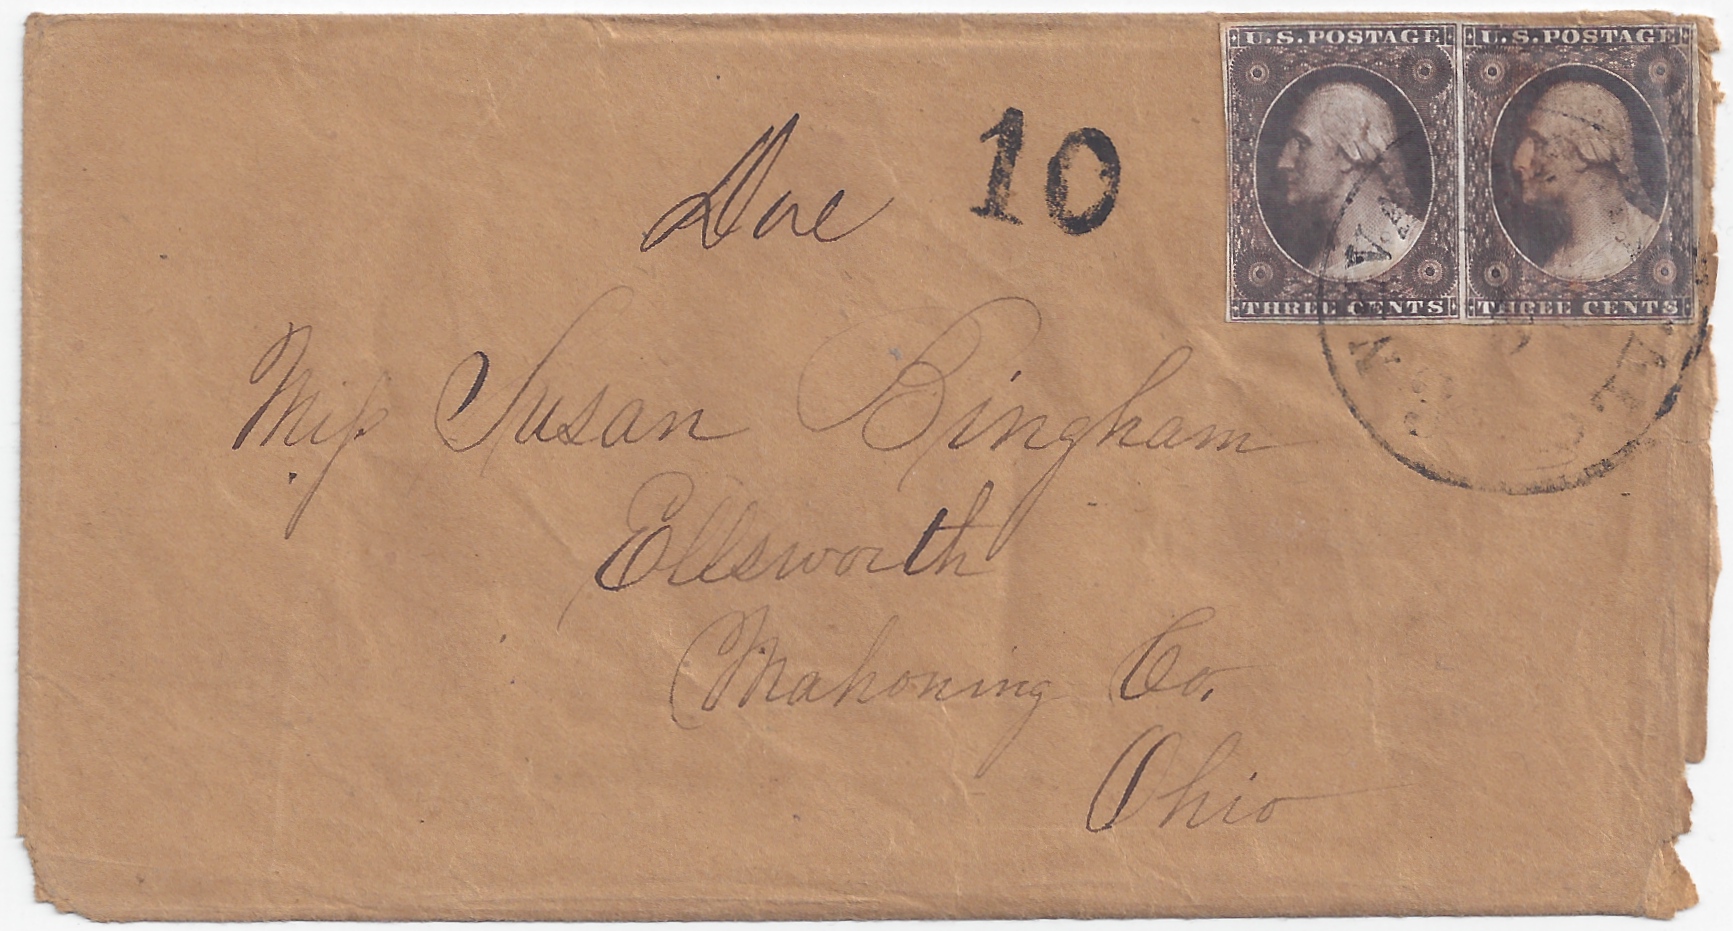 U.S. POSTAGE U.S. POSTAGE
THREE CENTS THREE CENTS
Due 10
Miss Susan Bingham
Ellsworth
Mahoning Co.
Ohio